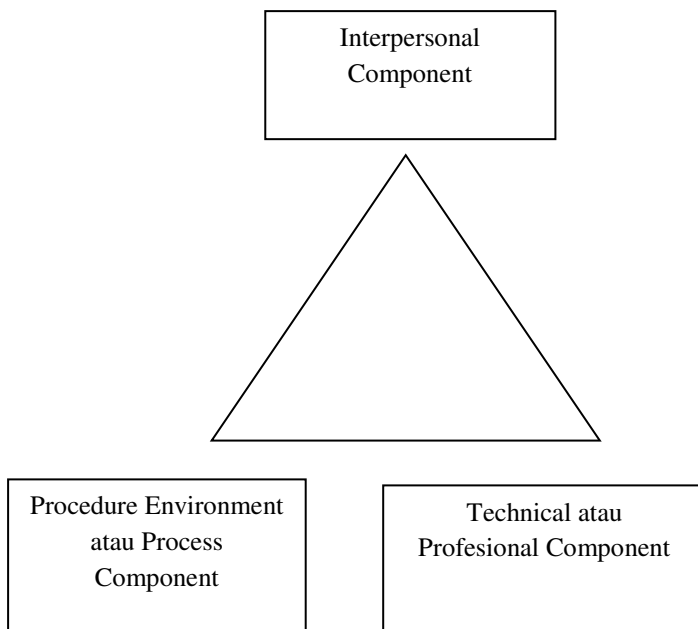 Interpersonal
Component
Procedure Environment
atau Process
Component
Technical atau
Profesional Component